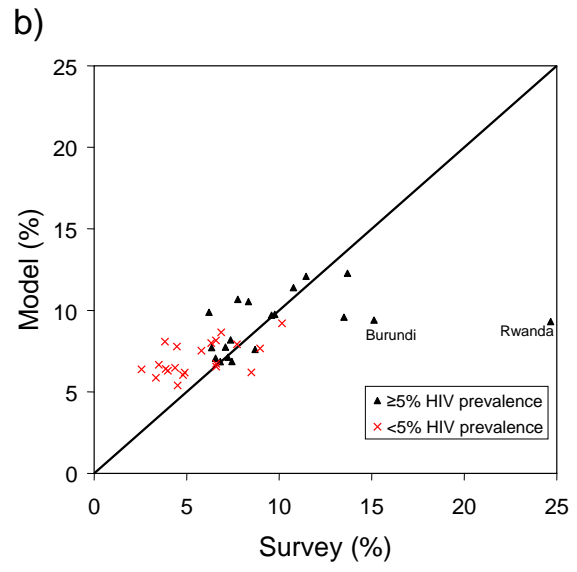 b)
25
20
15
10
5
0
Model (%)
Burundi
Rwanda
≥5% HIV prevalence
<5% HIV prevalence
0 5 10 15 20 25
Survey (%)